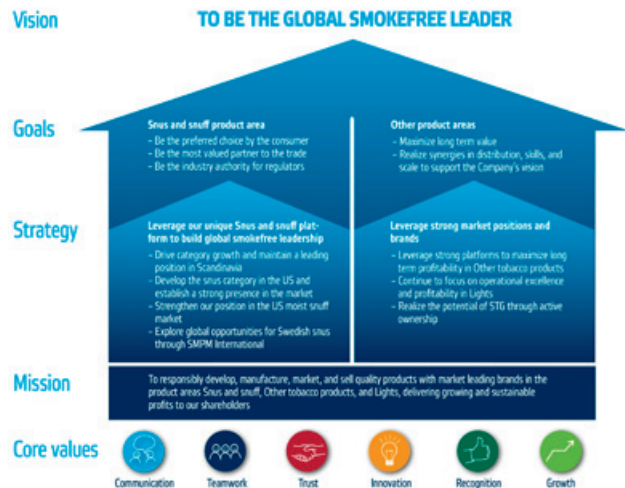 Vision
TO BE THE GLOBAL SMOKEFREE LEADER
Goals
Snus and snuff product area
– Be the preferred choice by the consumer
– Be the most valued partner to the trade
– Be the industry authority for regulators
Other product areas
– Maximize long term value
– Realize synergies in distribution, skills, and
scale to support the Company's vision
Strategy
Leverage our unique Snus and snuff plat-
form to build global smokefree leadership
– Drive category growth and maintain a leading
position in Scandinavia
– Develop the snus category in the US and
establish a strong presence in the market
– Strengthen our position in the US moist snuff
market
– Explore global opportunities for Swedish snus
through SMPM International
Leverage strong market positions and
brands
– Leverage strong platforms to maximize long
term profitability in Other tobacco products
– Continue to focus on operational excellence
and profitability in Lights
– Realize the potential of STG through active
ownership
Mission
To responsibly develop, manufacture, market, and sell quality products with market leading brands in the
product areas Snus and snuff, Other tobacco products, and Lights, delivering growing and sustainable
profits to our shareholders
Core values
Communication
Teamwork
Trust
Innovation
Recognition
Growth